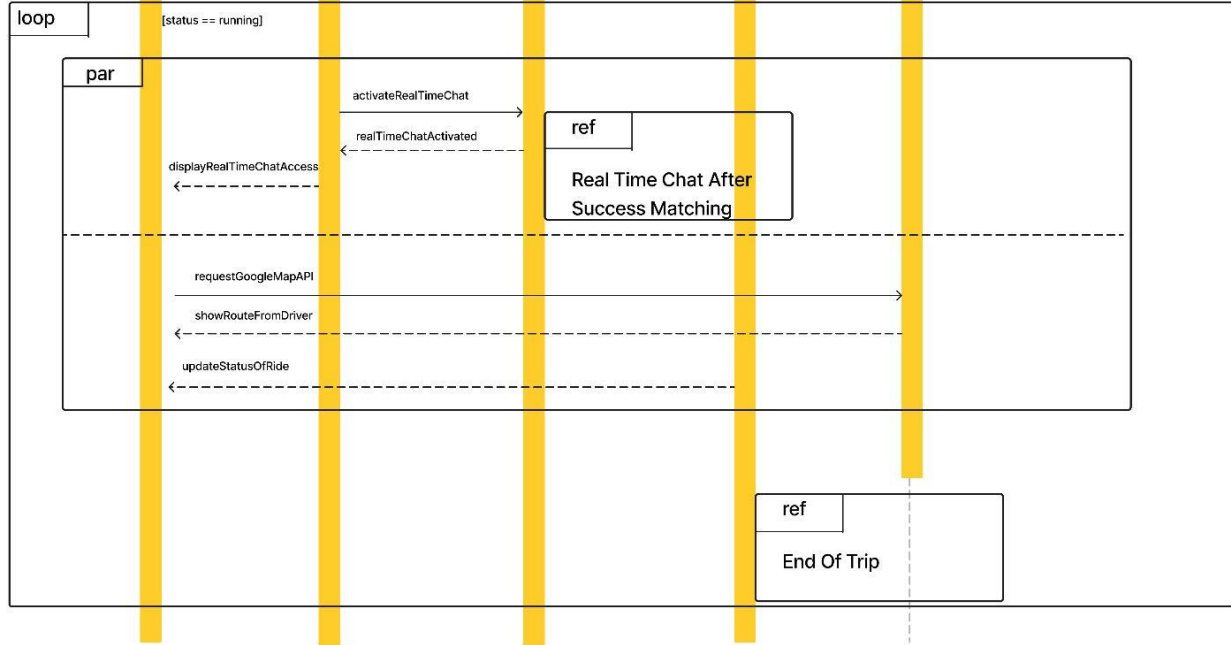 loop
[status == running]
par
activateRealTimeChat
ref
realTimeChatActivated
displayRealTimeChatAccess
Real Time Chat After
Success Matching
requestGoogleMapAPI
showRouteFromDriver
updateStatusOfRide
ref
End Of Trip